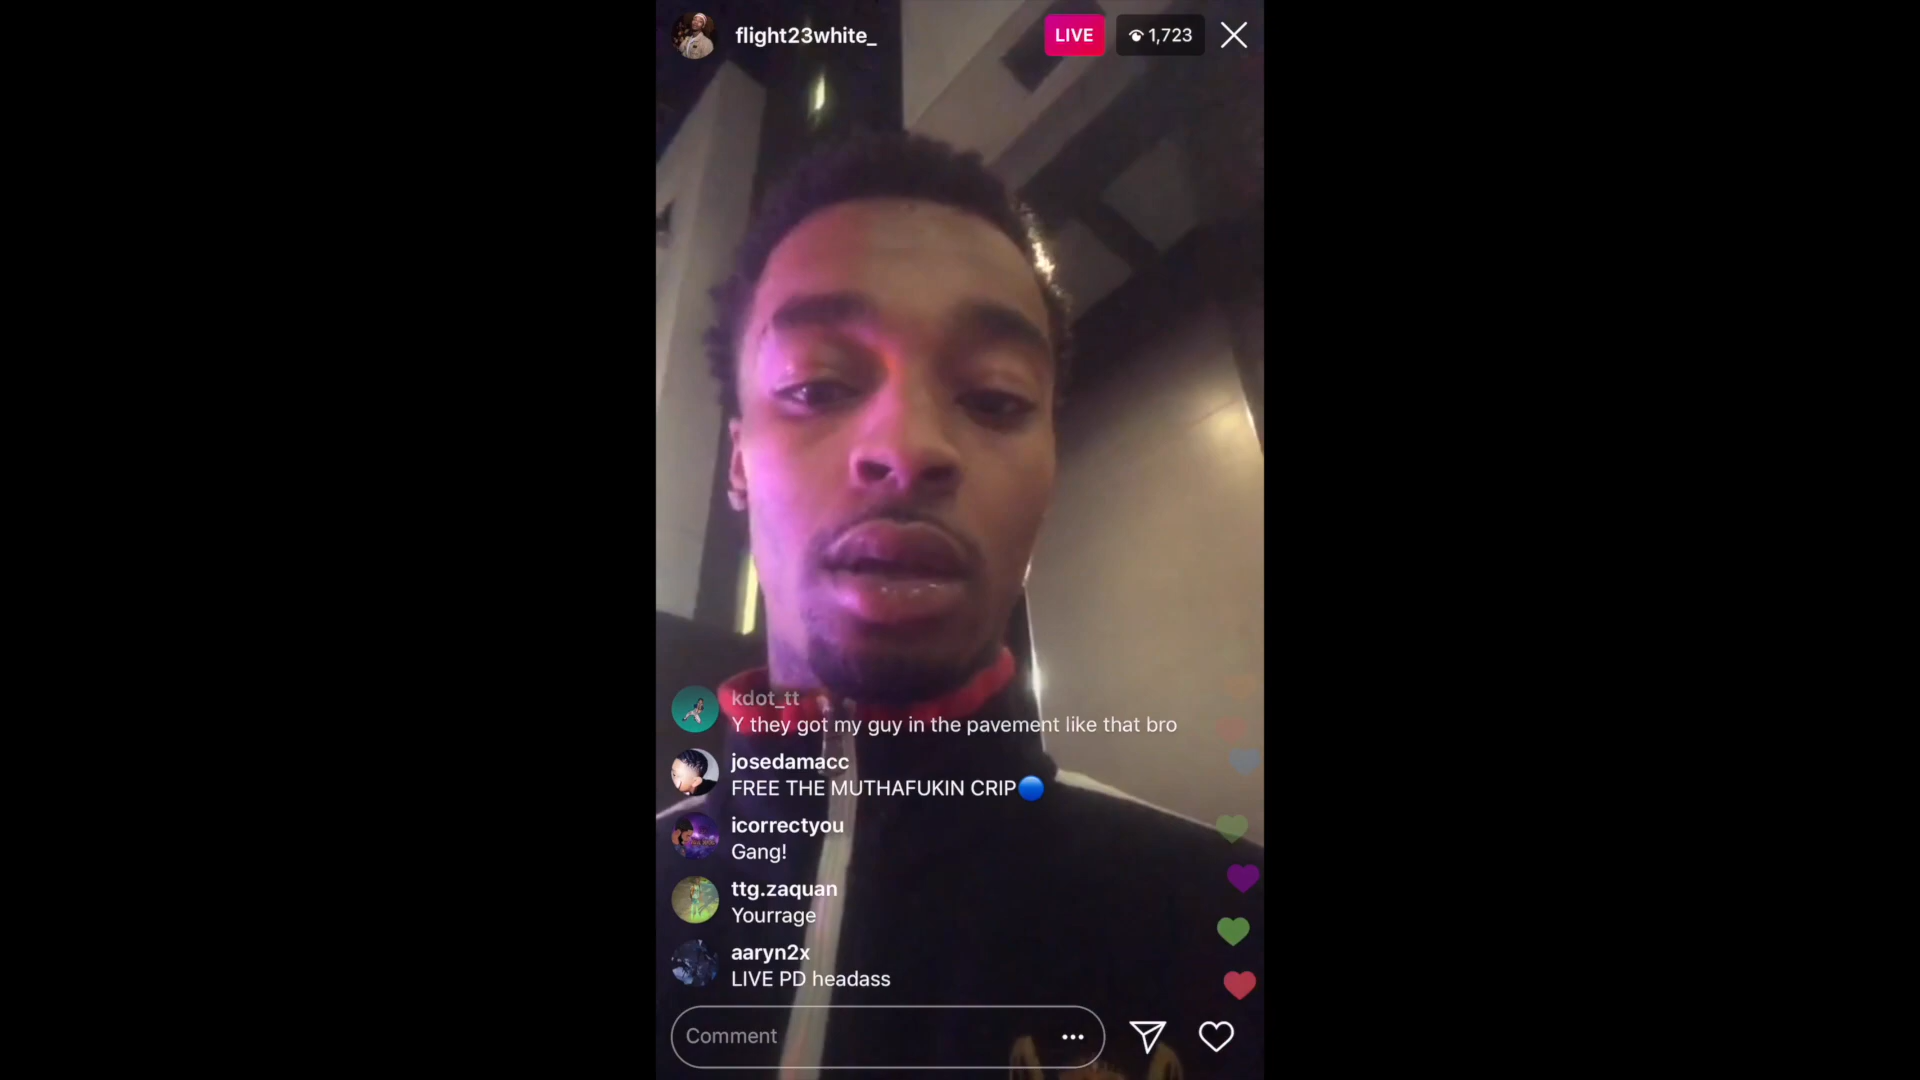 flight23white_
LIVE
1,723
kdot_tt
Y they got my guy in the pavement like that bro
josedamacc
FREE THE MUTHAFUKIN CRIP🔵
icorrectyou
Gang!
ttg.zaquan
Yourrage
aaryn2x
LIVE PD headass
Comment